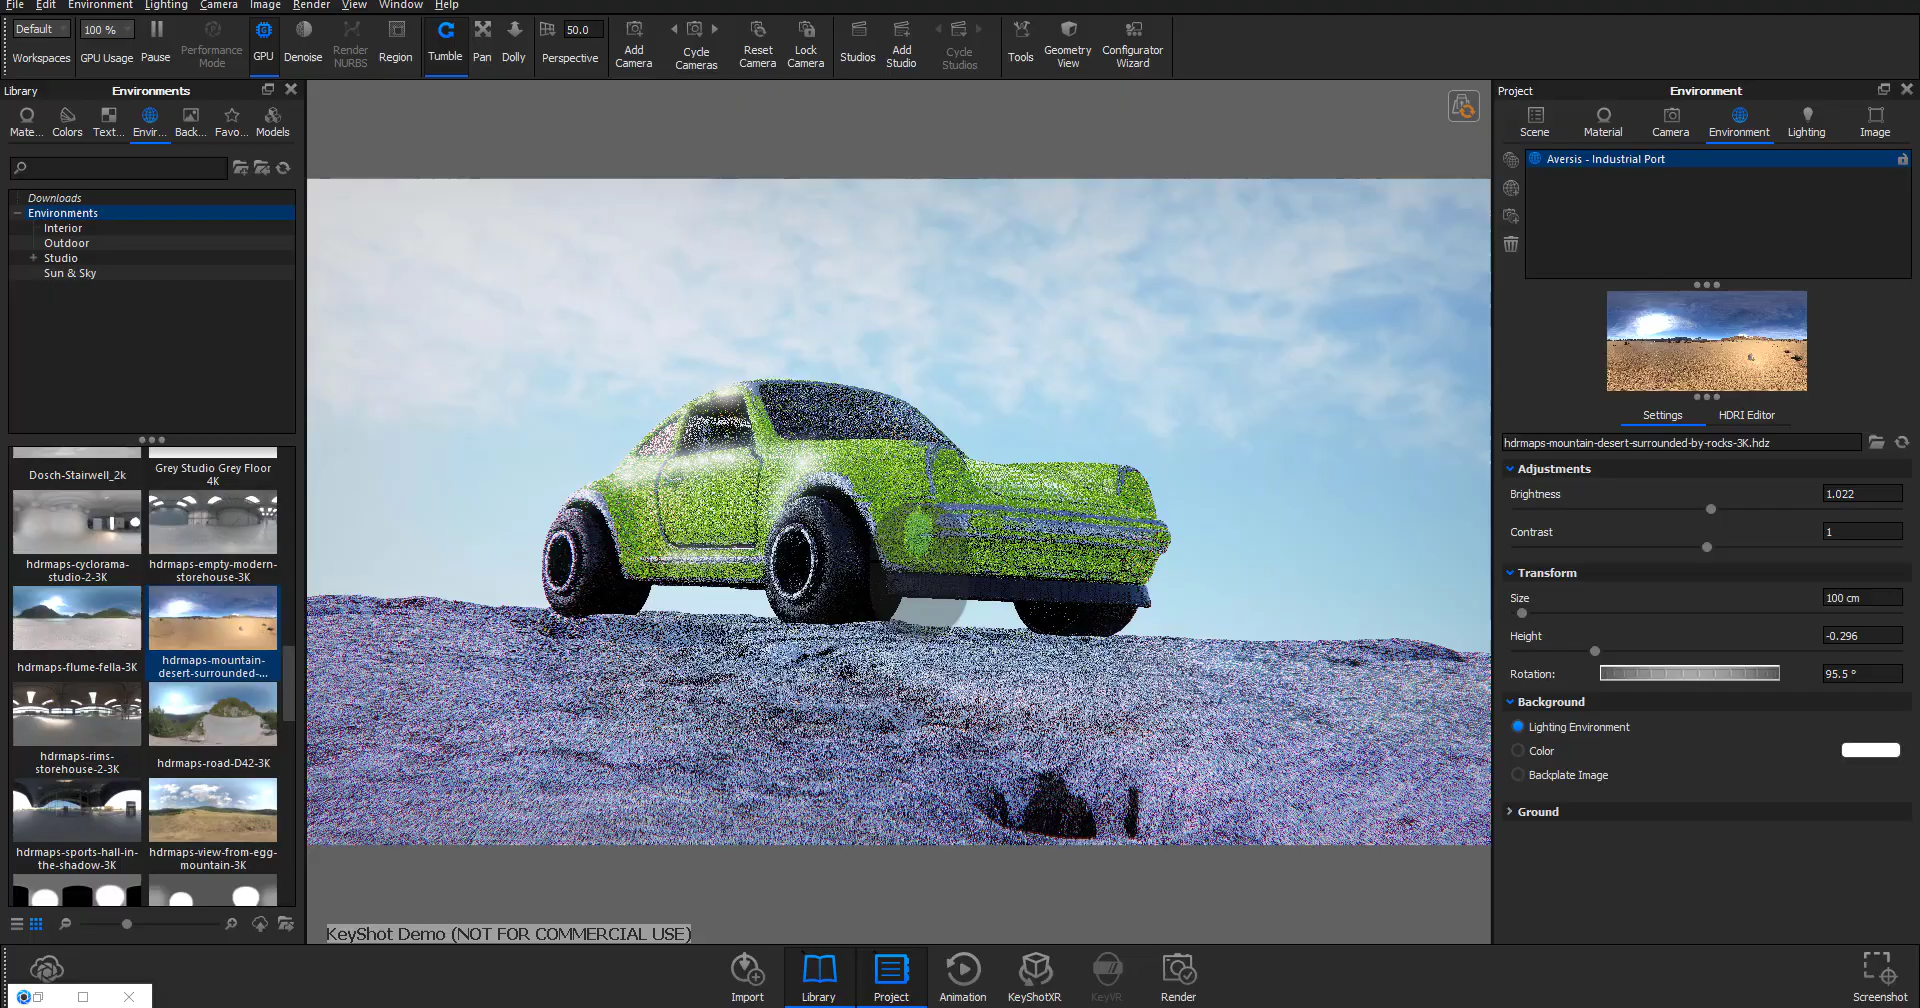 File Edit Environment Lighting Camera Image Render View Window Help
Default 100 % 50.0
Workspaces GPU Usage Pause Performance Mode GPU Denoise Render NURBS Region Tumble Pan Dolly Perspective Add Camera Cycle Cameras Reset Camera Lock Camera Studios Add Studio Cycle Studios Tools Geometry View Configurator Wizard
Library Environments
Mate... Colors Text... Envir... Back... Favo... Models
Downloads
Environments
Interior
Outdoor
Studio
Sun & Sky
Dosch-Stairwell_2k
Grey Studio Grey Floor
4K
hdrmaps-cyclorama-
studio-2-3K
hdrmaps-empty-modern-
storehouse-3K
hdrmaps-flume-fella-3K
hdrmaps-mountain-
desert-surrounded-...
hdrmaps-rims-
storehouse-2-3K
hdrmaps-road-D42-3K
hdrmaps-sports-hall-in-
the-shadow-3K
hdrmaps-view-from-egg-
mountain-3K
KeyShot Demo (NOT FOR COMMERCIAL USE)
Project Environment
Scene Material Camera Environment Lighting Image
Aversis - Industrial Port
Settings HDRI Editor
hdrmaps-mountain-desert-surrounded-by-rocks-3K.hdz
Adjustments
Brightness 1.022
Contrast 1
Transform
Size 100 cm
Height -0.296
Rotation: 95.5 °
Background
Lighting Environment
Color
Backplate Image
Ground
Import Library Project Animation KeyShotXR KeyVR Render Screenshot